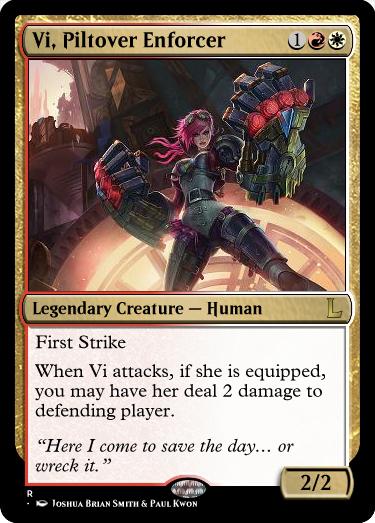 Vi, Piltover Enforcer 1
Legendary Creature — Human L
First Strike
When Vi attacks, if she is equipped,
you may have her deal 2 damage to
defending player.
“Here I come to save the day… or
wreck it.”
2/2
R
· Joshua Brian Smith & Paul Kwon